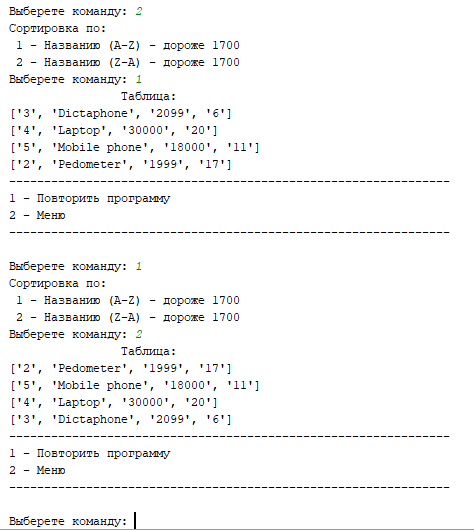 Выберете команду: 2
Сортировка по:
1 - Названию (A-Z) - дороже 1700
2 - Названию (Z-A) - дороже 1700
Выберете команду: 1
Таблица:
['3', 'Dictaphone', '2099', '6']
['4', 'Laptop', '30000', '20']
['5', 'Mobile phone', '18000', '11']
['2', 'Pedometer', '1999', '17']
----------------------------------------------------------------
1 - Повторить программу
2 - Меню
----------------------------------------------------------------
Выберете команду: 1
Сортировка по:
1 - Названию (A-Z) - дороже 1700
2 - Названию (Z-A) - дороже 1700
Выберете команду: 2
Таблица:
['2', 'Pedometer', '1999', '17']
['5', 'Mobile phone', '18000', '11']
['4', 'Laptop', '30000', '20']
['3', 'Dictaphone', '2099', '6']
----------------------------------------------------------------
1 - Повторить программу
2 - Меню
----------------------------------------------------------------
Выберете команду: